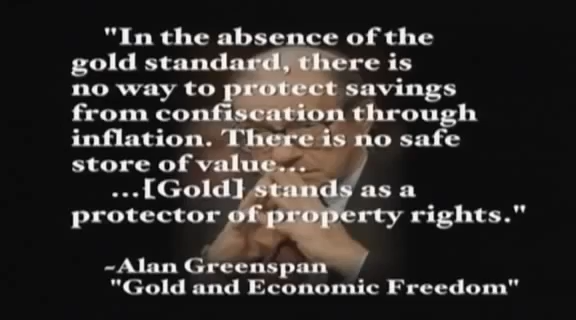 "In the absence of the
gold standard, there is
no way to protect savings
from confiscation through
inflation. There is no safe
store of value...
...[Gold] stands as a
protector of property rights."
-Alan Greenspan
"Gold and Economic Freedom"